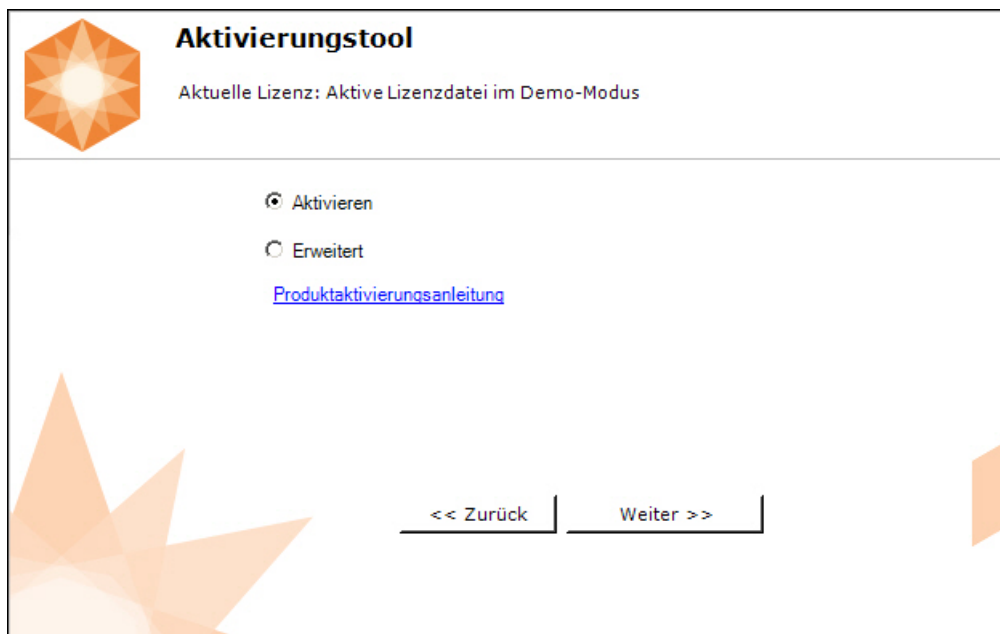 Aktivierungstool
Aktuelle Lizenz: Aktive Lizenzdatei im Demo-Modus
Aktivieren
Erweitert
Produktaktivierungsanleitung
<< Zurück
Weiter >>